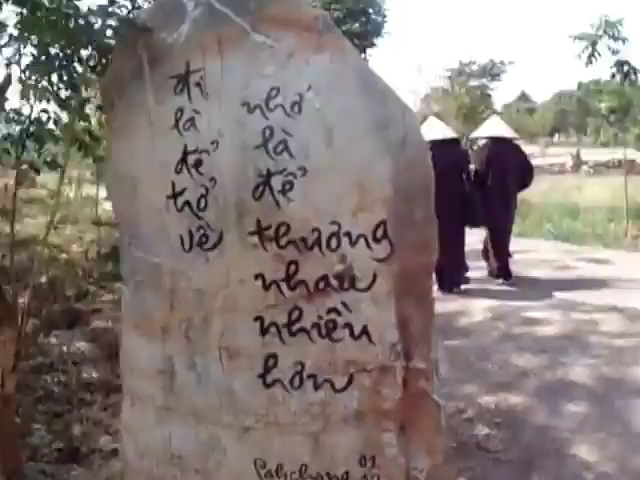 đi
là
để
trở
về
nhớ
là
để
thương
nhau
nhiều
hơn